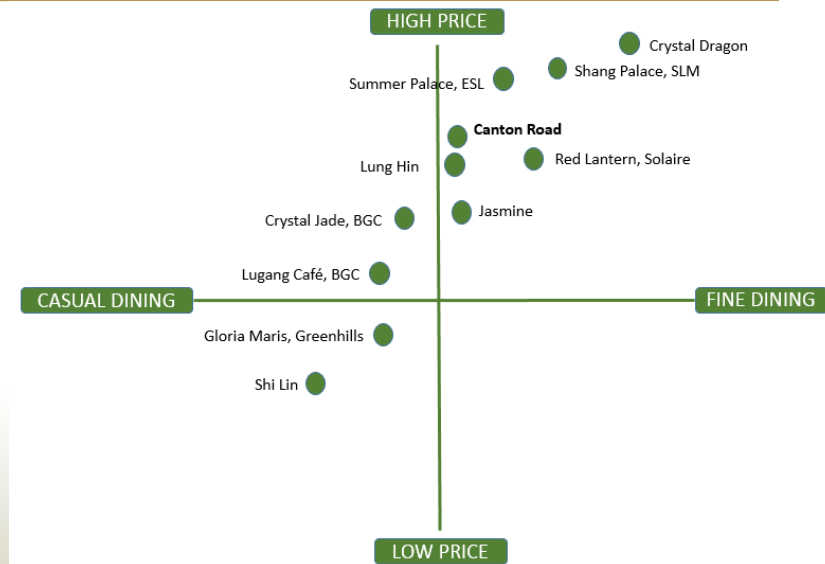 HIGH PRICE
Crystal Dragon
Shang Palace, SLM
Summer Palace, ESL
Canton Road
Lung Hin
Red Lantern, Solaire
Jasmine
Crystal Jade, BGC
Lugang Café, BGC
CASUAL DINING
FINE DINING
Gloria Maris, Greenhills
Shi Lin
LOW PRICE